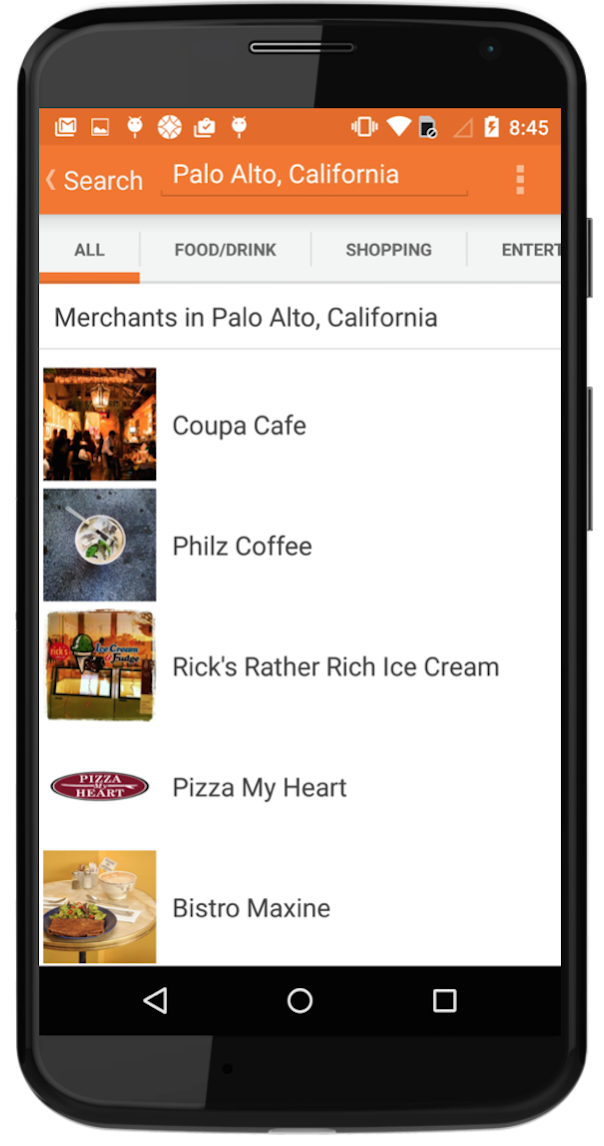 8:45
Search
Palo Alto, California
ALL
FOOD/DRINK
SHOPPING
ENTERT
Merchants in Palo Alto, California
Coupa Cafe
Philz Coffee
rick's
Ice Cream
Fudge
Rick's Rather Rich Ice Cream
PIZZA
My
HEART
Pizza My Heart
Bistro Maxine